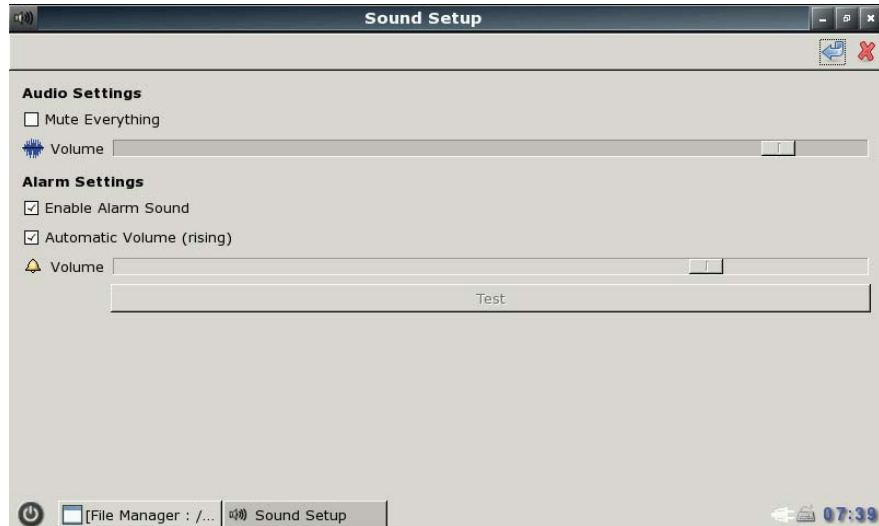 Sound Setup
Audio Settings
Mute Everything
Volume
Alarm Settings
Enable Alarm Sound
Automatic Volume (rising)
Volume
Test
[File Manager : /...
Sound Setup
07:39